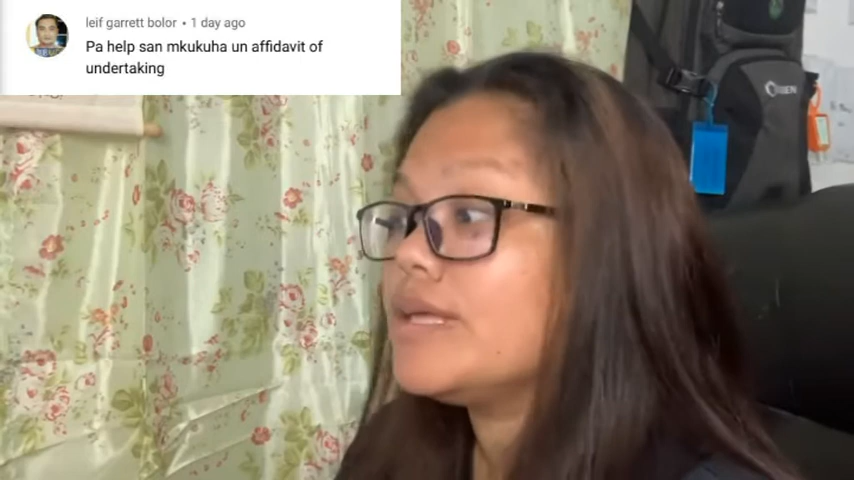 leif garrett bolor • 1 day ago
Pa help san mkukuha un affidavit of
undertaking